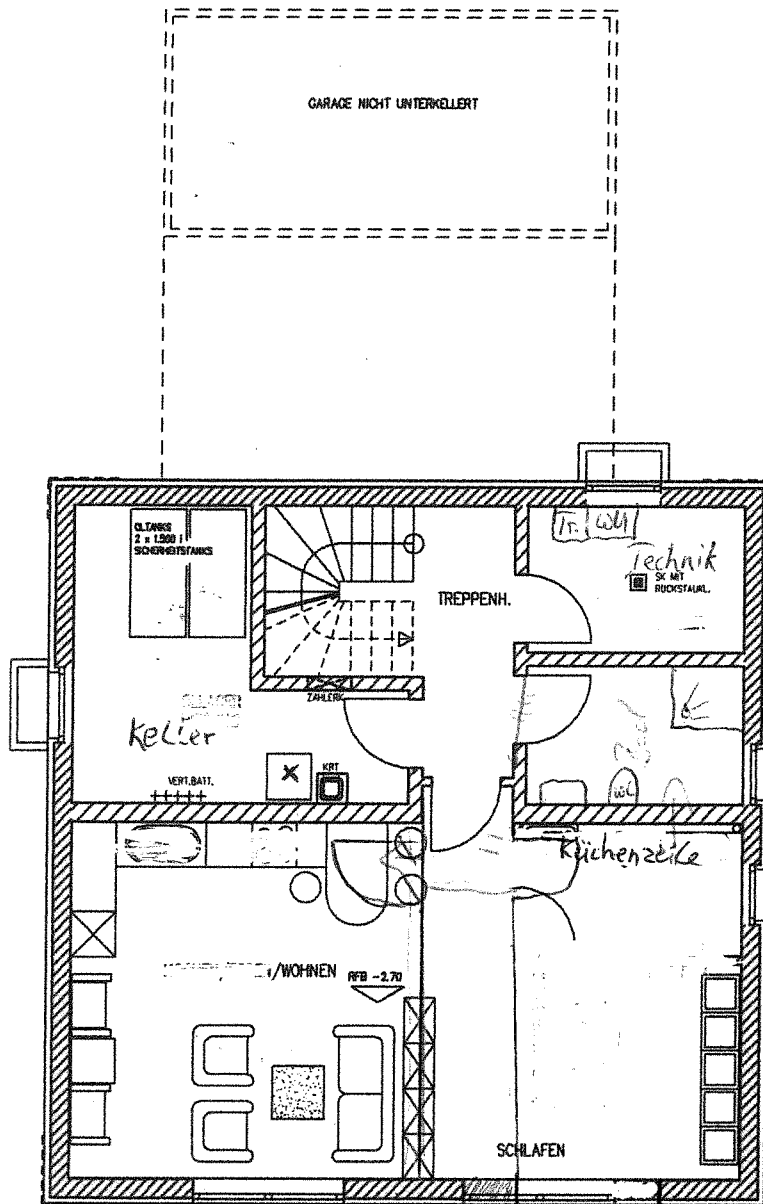 GARAGE NICHT UNTERKELLERT
ÖLTANKS
2 x 1.500 l
SICHERHEITSTANKS
Tr. WM
Technik
SK MIT
RÜCKSTAUKL.
TREPPENH.
ZÄHLERK.
Keller
Bad
WC
VERT.BATT.
KRT
Küchenzeile
/WOHNEN
RFB -2.70
SCHLAFEN